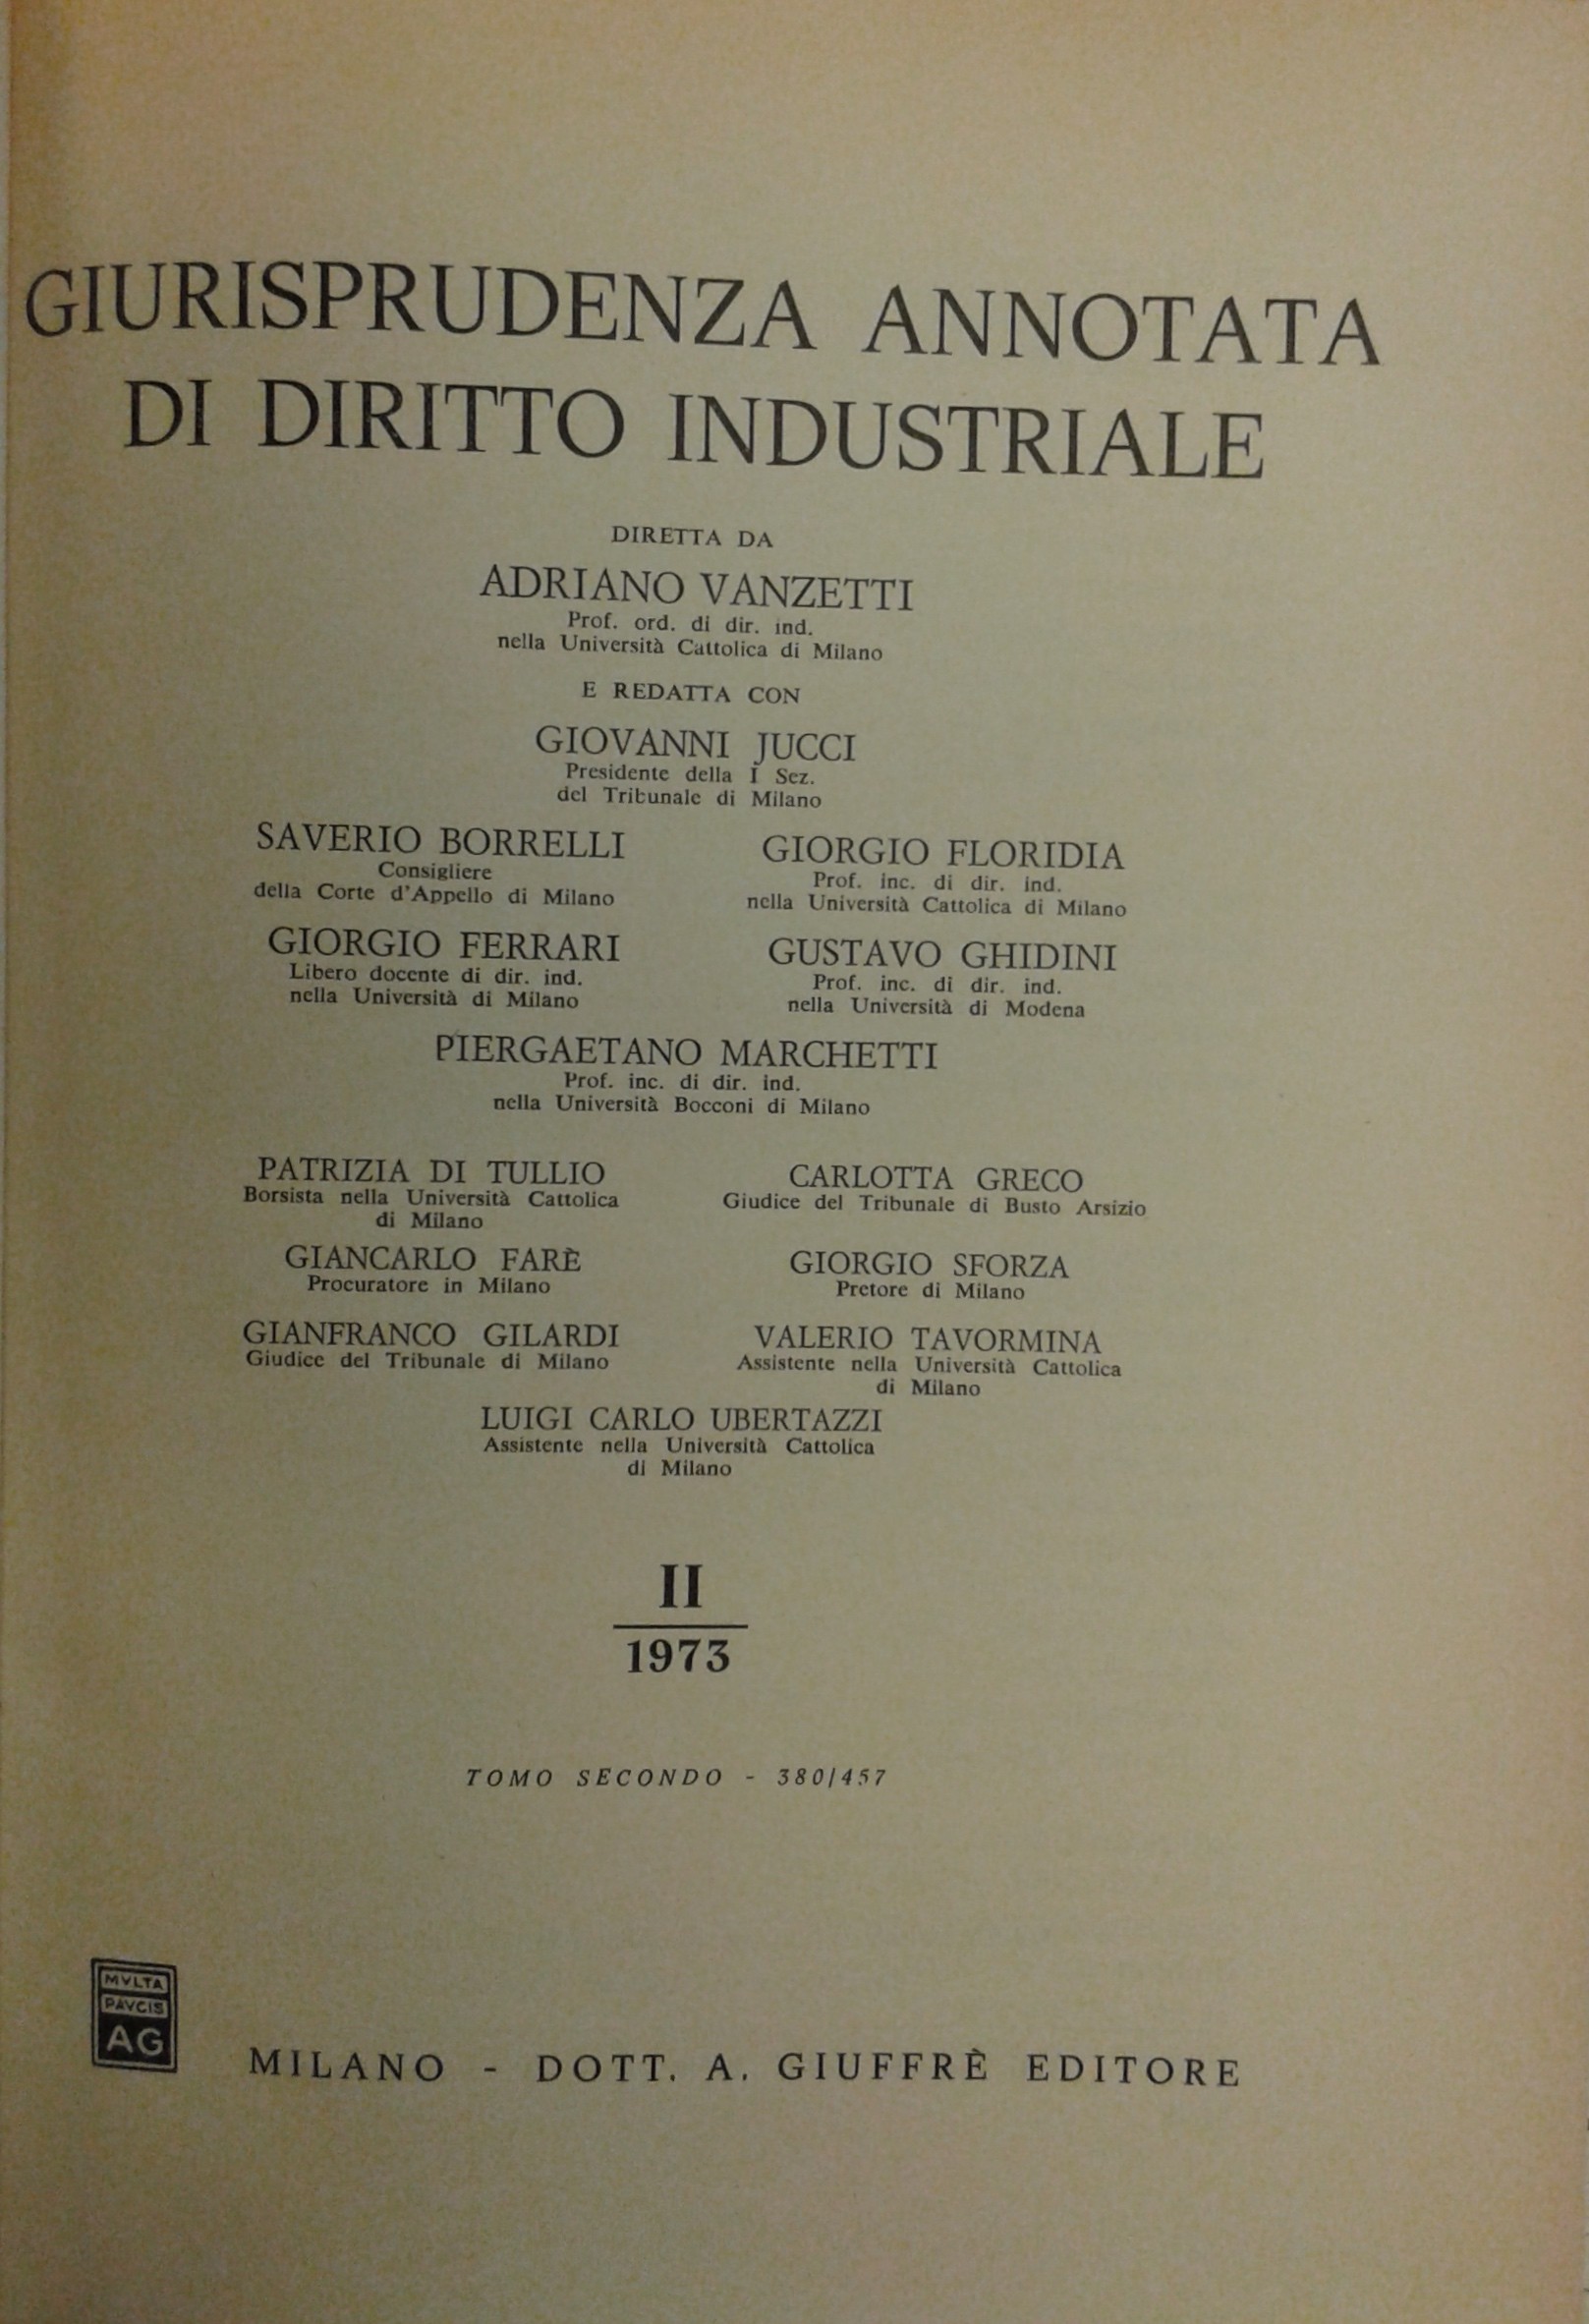 GIURISPRUDENZA ANNOTATA
DI DIRITTO INDUSTRIALE
DIRETTA DA
ADRIANO VANZETTI
Prof. ord. di dir. ind.
nella Università Cattolica di Milano
E REDATTA CON
GIOVANNI JUCCI
Presidente della I Sez.
del Tribunale di Milano
SAVERIO BORRELLI
Consigliere
della Corte d'Appello di Milano
GIORGIO FLORIDIA
Prof. inc. di dir. ind.
nella Università Cattolica di Milano
GIORGIO FERRARI
Libero docente di dir. ind.
nella Università di Milano
GUSTAVO GHIDINI
Prof. inc. di dir. ind.
nella Università di Modena
PIERGAETANO MARCHETTI
Prof. inc. di dir. ind.
nella Università Bocconi di Milano
PATRIZIA DI TULLIO
Borsista nella Università Cattolica
di Milano
CARLOTTA GRECO
Giudice del Tribunale di Busto Arsizio
GIANCARLO FARÈ
Procuratore in Milano
GIORGIO SFORZA
Pretore di Milano
GIANFRANCO GILARDI
Giudice del Tribunale di Milano
VALERIO TAVORMINA
Assistente nella Università Cattolica
di Milano
LUIGI CARLO UBERTAZZI
Assistente nella Università Cattolica
di Milano
II
1973
TOMO SECONDO - 380/457
MVLTA
PAVCIS
AG
MILANO - DOTT. A. GIUFFRÈ EDITORE